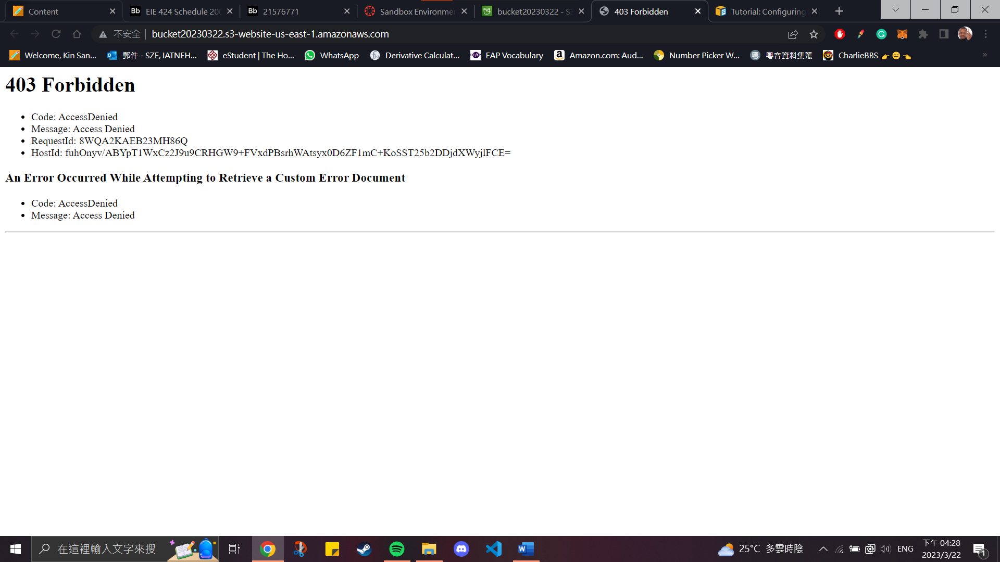 Content
EIE 424 Schedule 200
21576771
Sandbox Environmen
bucket20230322 - S3
403 Forbidden
Tutorial: Configuring
不安全
bucket20230322.s3-website-us-east-1.amazonaws.com
Welcome, Kin San...
郵件 - SZE, IATNEH...
eStudent | The Ho...
WhatsApp
Derivative Calculat...
EAP Vocabulary
Amazon.com: Aud...
Number Picker W...
粵音資料集叢
CharlieBBS 👉😑👈
»
403 Forbidden
• Code: AccessDenied
• Message: Access Denied
• RequestId: 8WQA2KAEB23MH86Q
• HostId: fuhOnyv/ABYpT1WxCz2J9u9CRHGW9+FVxdPBsrhWAtsyx0D6ZF1mC+KoSST25b2DDjdXWyjlFCE=
An Error Occurred While Attempting to Retrieve a Custom Error Document
• Code: AccessDenied
• Message: Access Denied
在這裡輸入文字來搜
25°C 多雲時陰
ENG
下午 04:28
2023/3/22
1